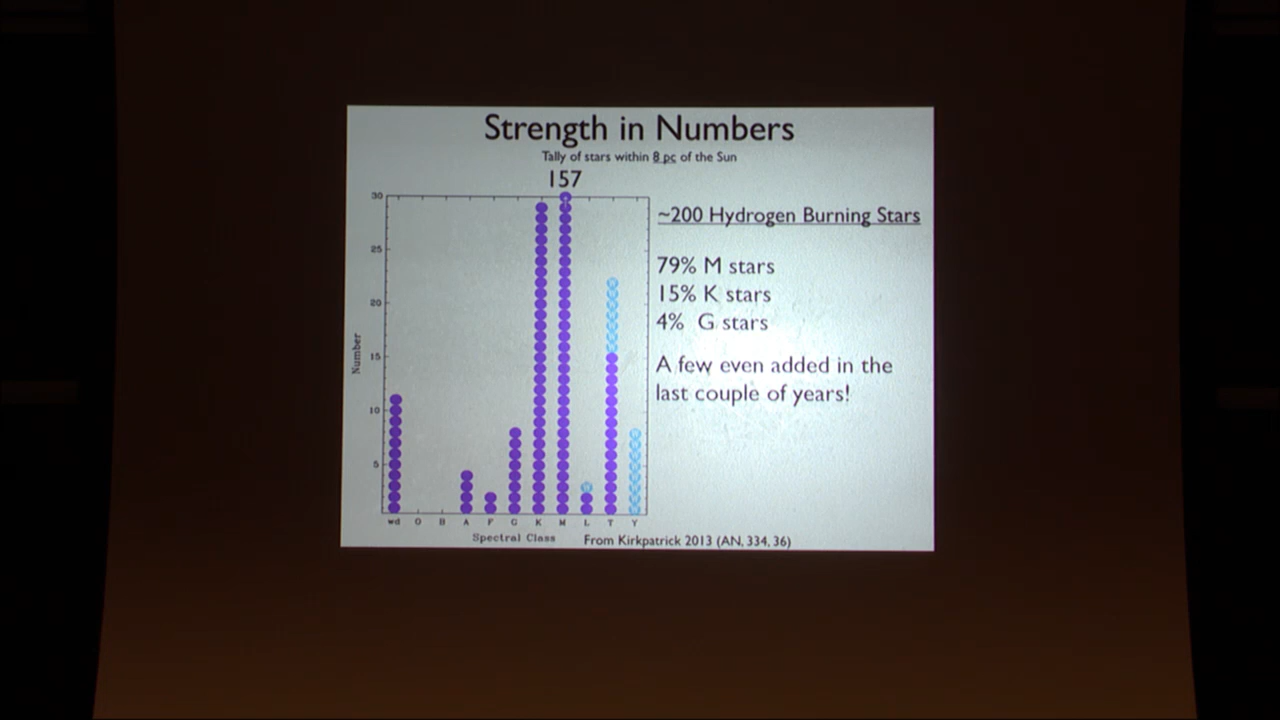 Strength in Numbers
Tally of stars within 8 pc of the Sun
157
30
25
20
15
10
5
Number
wd O B A F G K M L T Y
Spectral Class
From Kirkpatrick 2013 (AN, 334, 36)
~200 Hydrogen Burning Stars
79% M stars
15% K stars
4% G stars
A few even added in the
last couple of years!